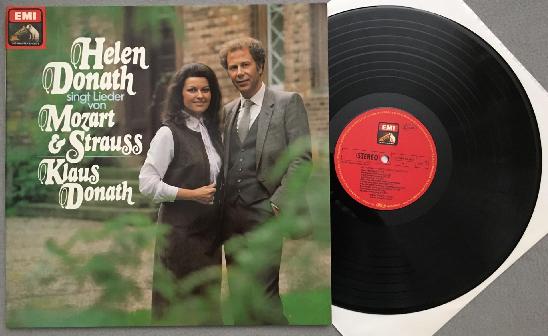 EMI
Helen
Donath
singt Lieder
von
Mozart
& Strauss
Klaus
Donath
EMI
STEREO